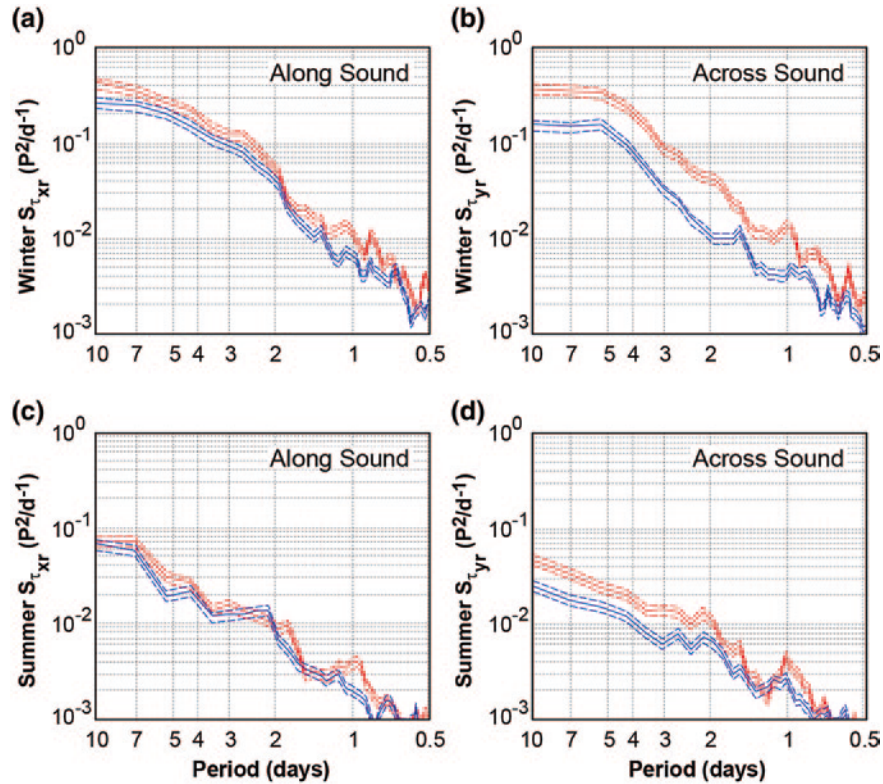 (a)
Along Sound
Winter Sτxr (P²/d⁻¹)
10⁰
10⁻¹
10⁻²
10⁻³
10 7 5 4 3 2 1 0.5
(b)
Across Sound
Winter Sτyr (P²/d⁻¹)
10⁰
10⁻¹
10⁻²
10⁻³
10 7 5 4 3 2 1 0.5
(c)
Along Sound
Summer Sτxr (P²/d⁻¹)
10⁰
10⁻¹
10⁻²
10⁻³
10 7 5 4 3 2 1 0.5
Period (days)
(d)
Across Sound
Summer Sτyr (P²/d⁻¹)
10⁰
10⁻¹
10⁻²
10⁻³
10 7 5 4 3 2 1 0.5
Period (days)